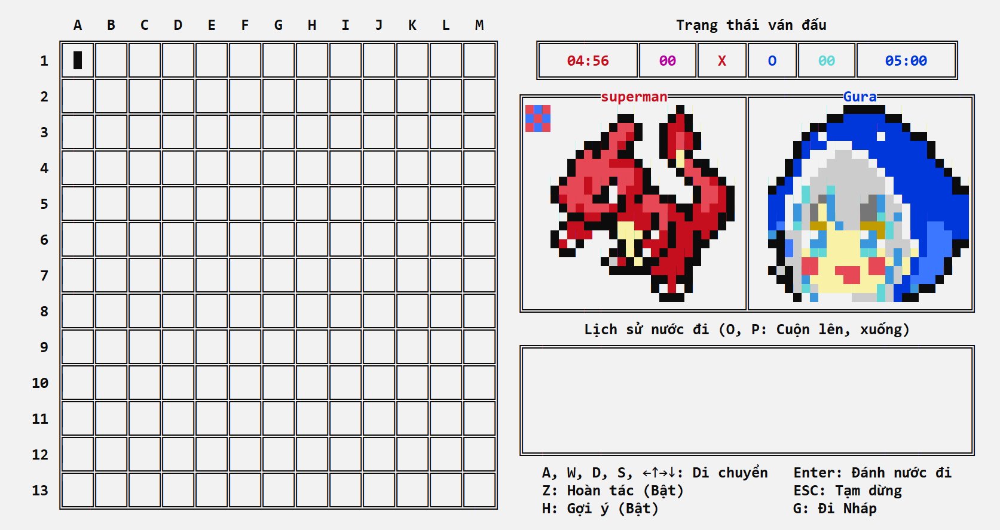 A B C D E F G H I J K L M
1
2
3
4
5
6
7
8
9
10
11
12
13
Trạng thái ván đấu
04:56 00 X O 00 05:00
superman Gura
Lịch sử nước đi (O, P: Cuộn lên, xuống)
A, W, D, S, ←↑→↓: Di chuyển Enter: Đánh nước đi
Z: Hoàn tác (Bật) ESC: Tạm dừng
H: Gợi ý (Bật) G: Đi Nháp